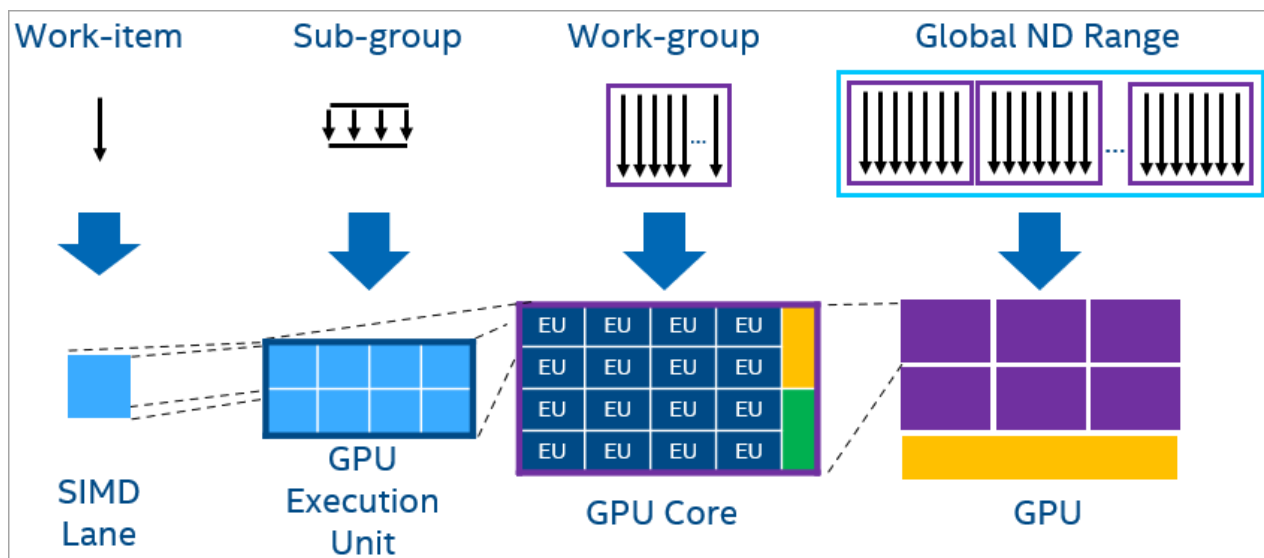 Work-item
Sub-group
Work-group
Global ND Range
...
...
EU EU EU EU
EU EU EU EU
EU EU EU EU
EU EU EU EU
SIMD
Lane
GPU
Execution
Unit
GPU Core
GPU